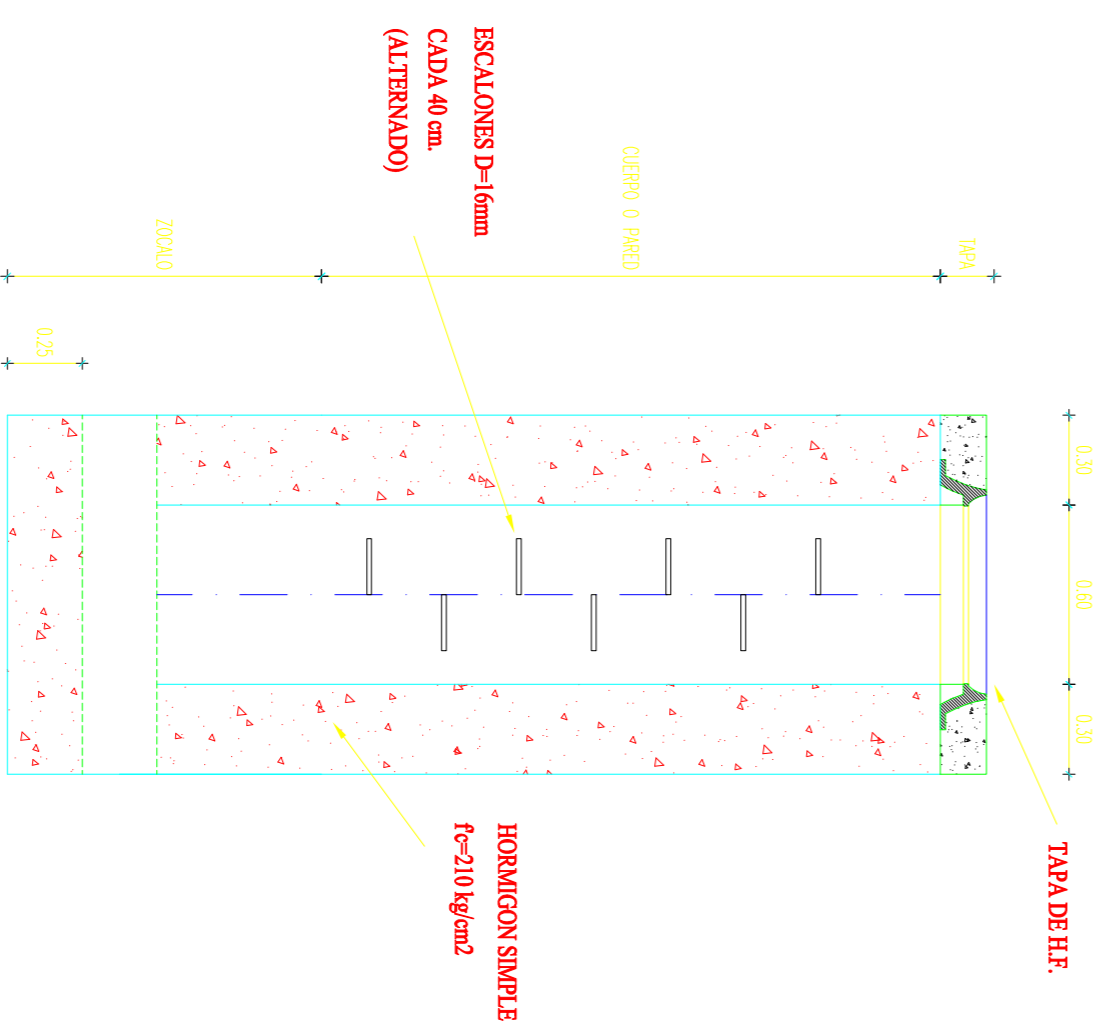 0.30
0.60
0.30
TAPA DE H.F.
TAPA
CUERPO O PARED
ZOCALO
0.25
ESCALONES D=16mm
CADA 40 cm.
(ALTERNADO)
HORMIGON SIMPLE
f'c=210 kg/cm2